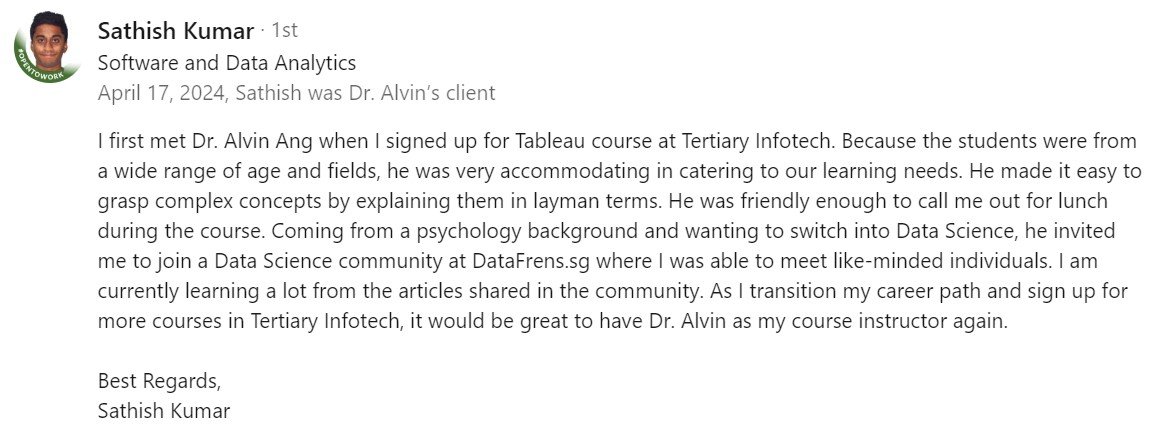 Sathish Kumar · 1st
Software and Data Analytics
April 17, 2024, Sathish was Dr. Alvin’s client
#OPENTOWORK
I first met Dr. Alvin Ang when I signed up for Tableau course at Tertiary Infotech. Because the students were from
a wide range of age and fields, he was very accommodating in catering to our learning needs. He made it easy to
grasp complex concepts by explaining them in layman terms. He was friendly enough to call me out for lunch
during the course. Coming from a psychology background and wanting to switch into Data Science, he invited
me to join a Data Science community at DataFrens.sg where I was able to meet like-minded individuals. I am
currently learning a lot from the articles shared in the community. As I transition my career path and sign up for
more courses in Tertiary Infotech, it would be great to have Dr. Alvin as my course instructor again.
Best Regards,
Sathish Kumar